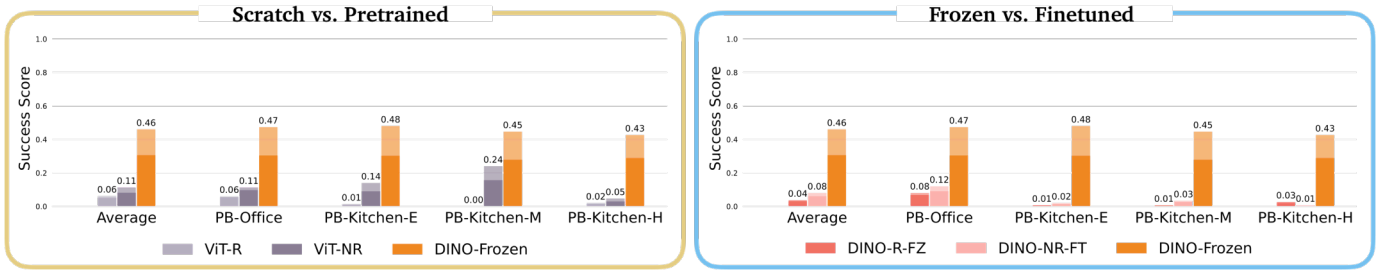 Scratch vs. Pretrained
Success Score
1.0
0.8
0.6
0.4
0.2
0.0
0.06 0.11 0.46
0.06 0.11 0.47
0.01 0.14 0.48
0.00 0.24 0.45
0.02 0.05 0.43
Average PB-Office PB-Kitchen-E PB-Kitchen-M PB-Kitchen-H
ViT-R ViT-NR DINO-Frozen
Frozen vs. Finetuned
Success Score
1.0
0.8
0.6
0.4
0.2
0.0
0.04 0.08 0.46
0.08 0.12 0.47
0.01 0.02 0.48
0.01 0.03 0.45
0.03 0.01 0.43
Average PB-Office PB-Kitchen-E PB-Kitchen-M PB-Kitchen-H
DINO-R-FZ DINO-NR-FT DINO-Frozen